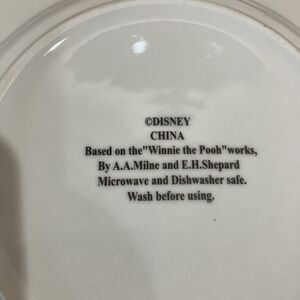 ©DISNEY
CHINA
Based on the"Winnie the Pooh"works,
By A.A.Milne and E.H.Shepard
Microwave and Dishwasher safe.
Wash before using.